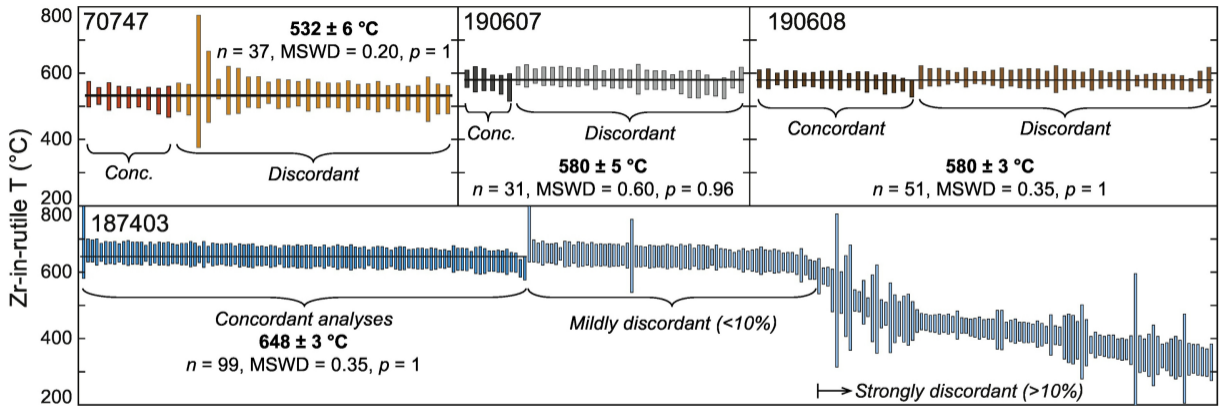 Zr-in-rutile T (°C)
800
600
400
200
70747
532 ± 6 °C
n = 37, MSWD = 0.20, p = 1
Conc.
Discordant
190607
Conc.
Discordant
580 ± 5 °C
n = 31, MSWD = 0.60, p = 0.96
190608
Concordant
Discordant
580 ± 3 °C
n = 51, MSWD = 0.35, p = 1
800
600
400
200
187403
Concordant analyses
648 ± 3 °C
n = 99, MSWD = 0.35, p = 1
Mildly discordant (<10%)
Strongly discordant (>10%)